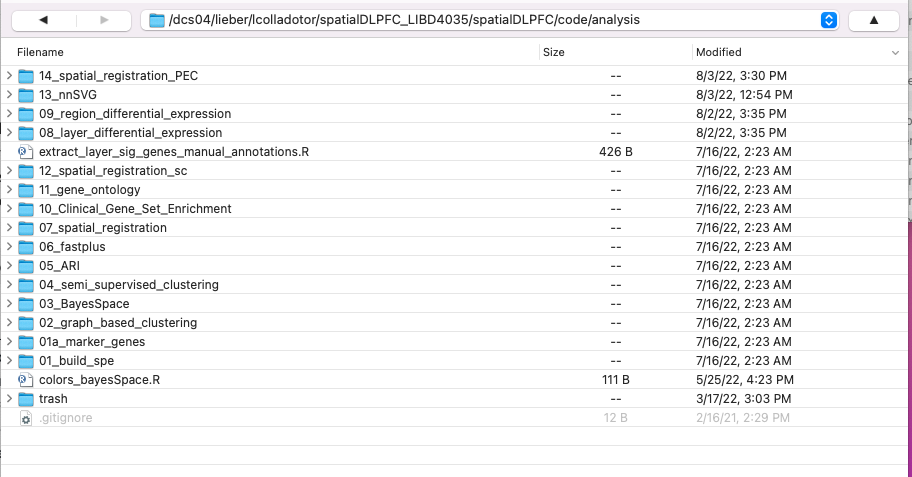 /dcs04/lieber/lcolladotor/spatialDLPFC_LIBD4035/spatialDLPFC/code/analysis
Filename Size Modified
14_spatial_registration_PEC -- 8/3/22, 3:30 PM
13_nnSVG -- 8/3/22, 12:54 PM
09_region_differential_expression -- 8/2/22, 3:35 PM
08_layer_differential_expression -- 8/2/22, 3:35 PM
extract_layer_sig_genes_manual_annotations.R 426 B 7/16/22, 2:23 AM
12_spatial_registration_sc -- 7/16/22, 2:23 AM
11_gene_ontology -- 7/16/22, 2:23 AM
10_Clinical_Gene_Set_Enrichment -- 7/16/22, 2:23 AM
07_spatial_registration -- 7/16/22, 2:23 AM
06_fastplus -- 7/16/22, 2:23 AM
05_ARI -- 7/16/22, 2:23 AM
04_semi_supervised_clustering -- 7/16/22, 2:23 AM
03_BayesSpace -- 7/16/22, 2:23 AM
02_graph_based_clustering -- 7/16/22, 2:23 AM
01a_marker_genes -- 7/16/22, 2:23 AM
01_build_spe -- 7/16/22, 2:23 AM
colors_bayesSpace.R 111 B 5/25/22, 4:23 PM
trash -- 3/17/22, 3:03 PM
.gitignore 12 B 2/16/21, 2:29 PM